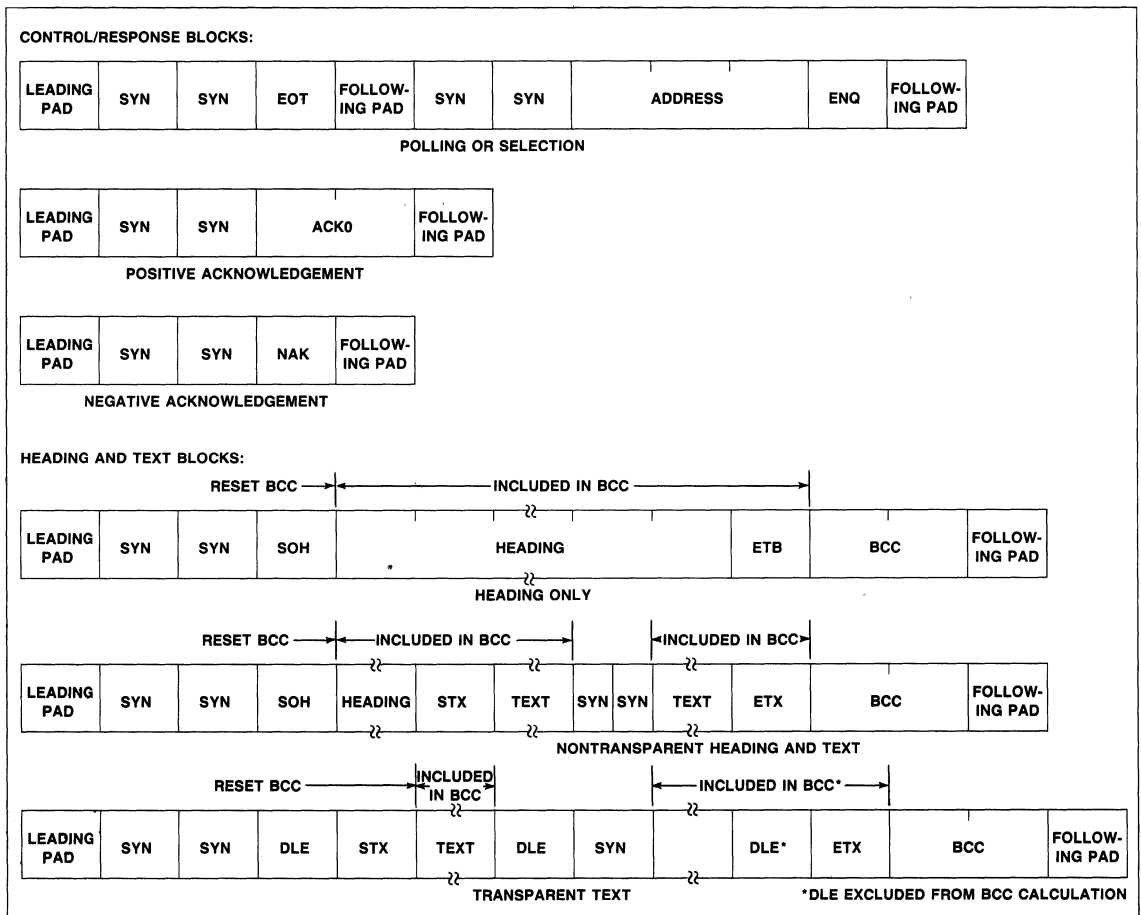 CONTROL/RESPONSE BLOCKS:
LEADING PAD SYN SYN EOT FOLLOW-ING PAD SYN SYN ADDRESS ENQ FOLLOW-ING PAD
POLLING OR SELECTION
LEADING PAD SYN SYN ACK0 FOLLOW-ING PAD
POSITIVE ACKNOWLEDGEMENT
LEADING PAD SYN SYN NAK FOLLOW-ING PAD
NEGATIVE ACKNOWLEDGEMENT
HEADING AND TEXT BLOCKS:
RESET BCC INCLUDED IN BCC
LEADING PAD SYN SYN SOH HEADING ETB BCC FOLLOW-ING PAD
HEADING ONLY
RESET BCC INCLUDED IN BCC INCLUDED IN BCC
LEADING PAD SYN SYN SOH HEADING STX TEXT SYN SYN TEXT ETX BCC FOLLOW-ING PAD
NONTRANSPARENT HEADING AND TEXT
RESET BCC INCLUDED IN BCC INCLUDED IN BCC*
LEADING PAD SYN SYN DLE STX TEXT DLE SYN DLE* ETX BCC FOLLOW-ING PAD
TRANSPARENT TEXT *DLE EXCLUDED FROM BCC CALCULATION